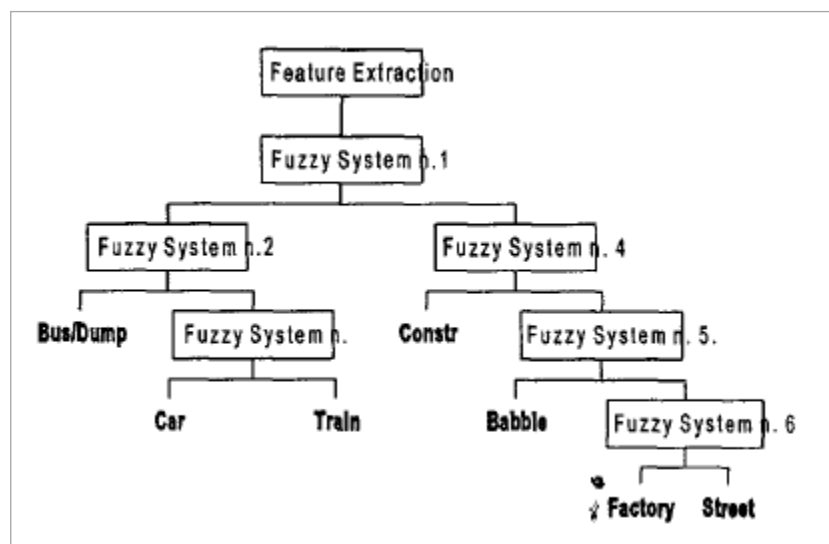 Feature Extraction
Fuzzy System n.1
Fuzzy System n.2
Fuzzy System n. 4
Bus/Dump
Fuzzy System n.
Constr
Fuzzy System n. 5.
Car
Train
Babble
Fuzzy System n. 6
Factory
Street